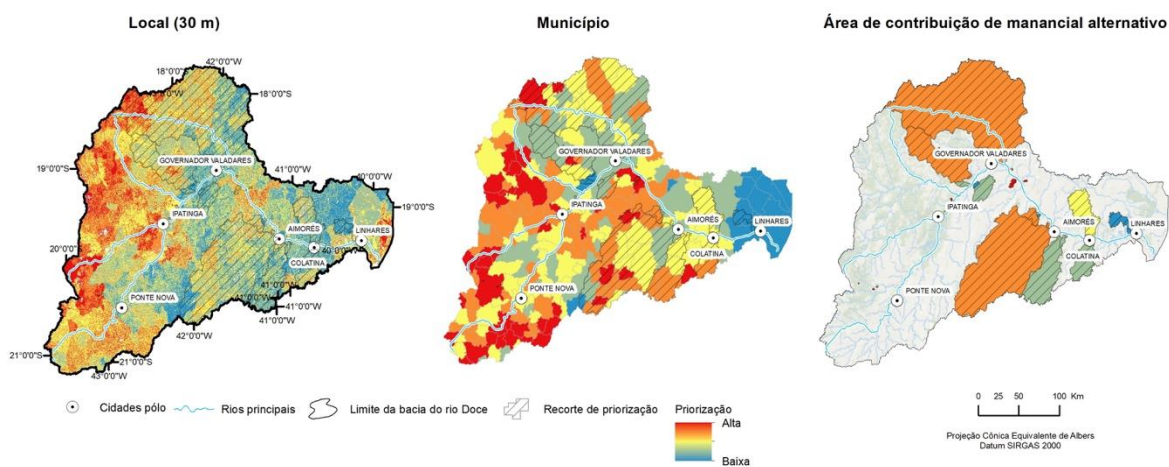 Local (30 m)
Município
Área de contribuição de manancial alternativo
42°0'0"W
18°0'0"S
18°0'0"S
GOVERNADOR VALADARES
19°0'0"S
41°0'0"W
40°0'0"W
19°0'0"S
IPATINGA
AIMORÉS
LINHARES
COLATINA
20°0'0"S
PONTE NOVA
41°0'0"W
42°0'0"W
21°0'0"S
21°0'0"S
43°0'0"W
GOVERNADOR VALADARES
IPATINGA
AIMORÉS
LINHARES
COLATINA
PONTE NOVA
GOVERNADOR VALADARES
IPATINGA
AIMORÉS
LINHARES
COLATINA
PONTE NOVA
Cidades pólo
Rios principais
Limite da bacia do rio Doce
Recorte de priorização
Priorização
Alta
Baixa
0 25 50 100 Km
Projeção Cônica Equivalente de Albers
Datum SIRGAS 2000